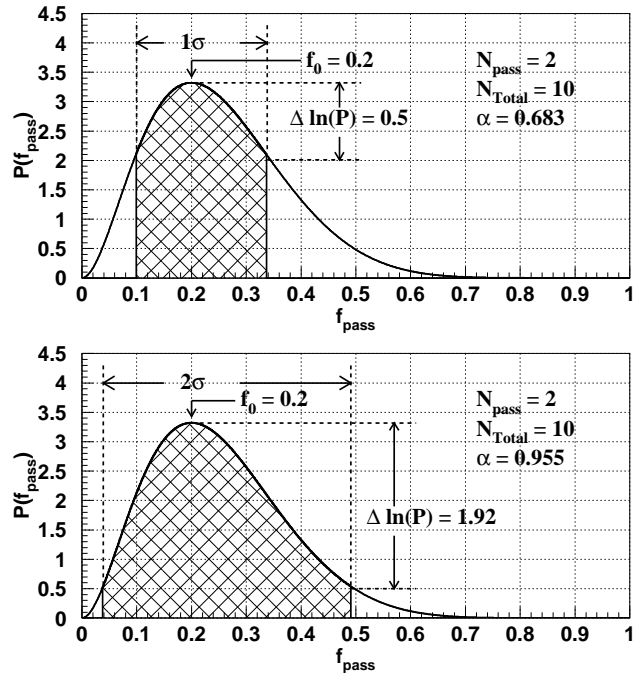 4.5
4
3.5
3
2.5
2
1.5
1
0.5
0
P(f_pass)
1σ
f_0 = 0.2
Δ ln(P) = 0.5
N_pass = 2
N_Total = 10
α = 0.683
0 0.1 0.2 0.3 0.4 0.5 0.6 0.7 0.8 0.9 1
f_pass
4.5
4
3.5
3
2.5
2
1.5
1
0.5
0
P(f_pass)
2σ
f_0 = 0.2
Δ ln(P) = 1.92
N_pass = 2
N_Total = 10
α = 0.955
0 0.1 0.2 0.3 0.4 0.5 0.6 0.7 0.8 0.9 1
f_pass